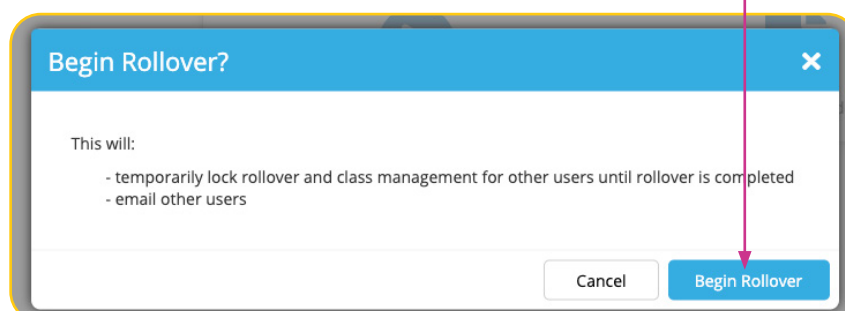 Begin Rollover?
This will:
- temporarily lock rollover and class management for other users until rollover is completed
- email other users
Cancel
Begin Rollover